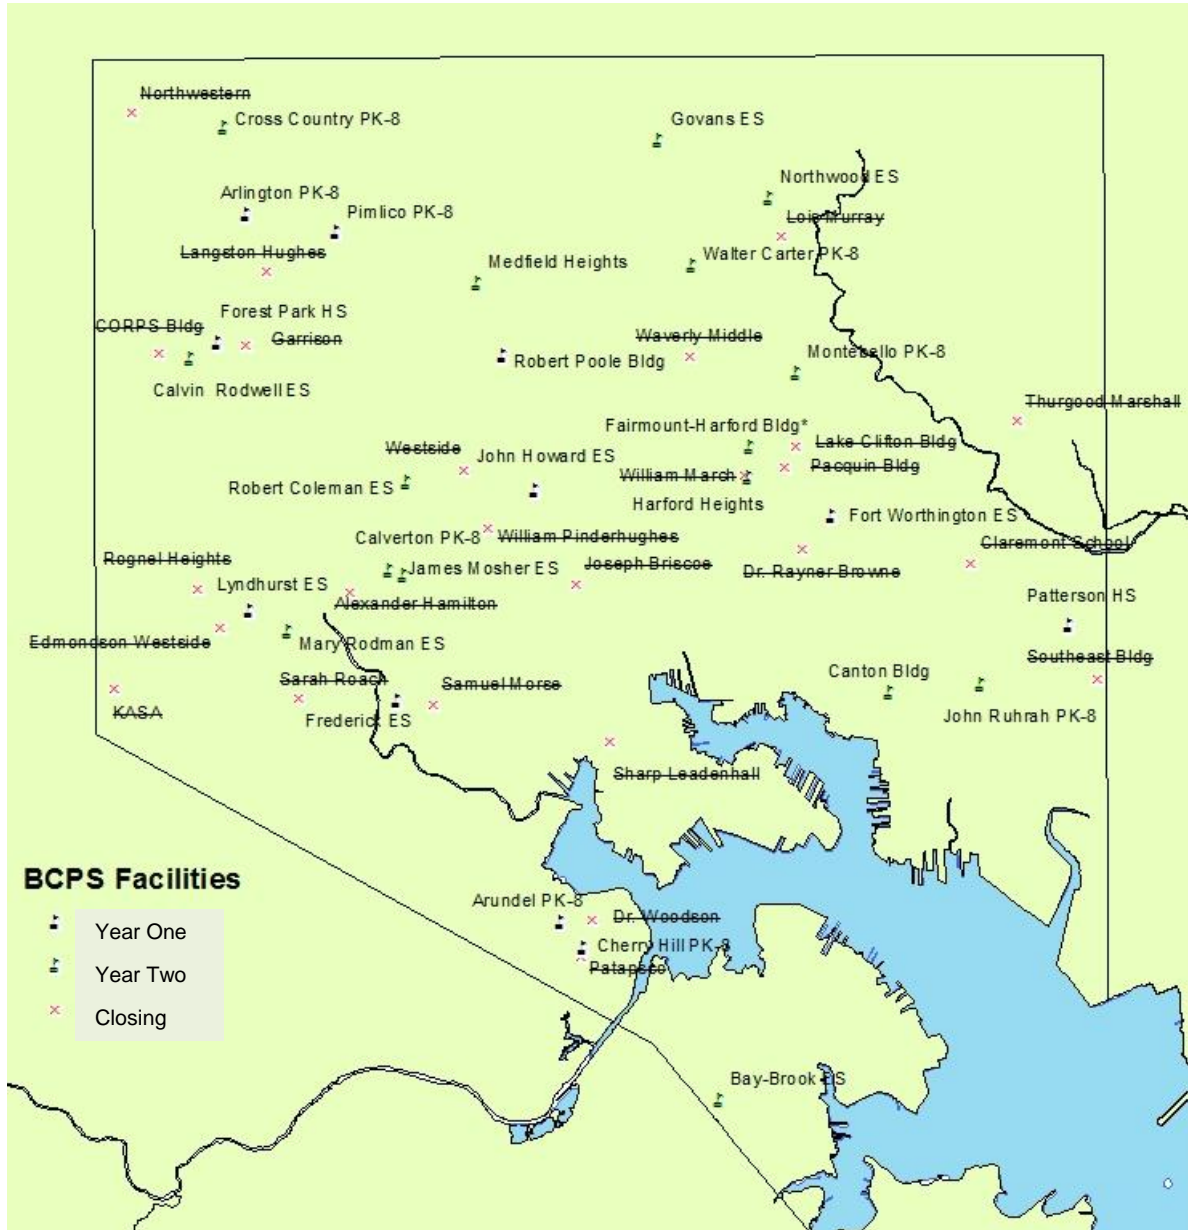 Northwestern
Cross Country PK-8
Govans ES
Northwood ES
Arlington PK-8
Pimlico PK-8
Lois Murray
Langston Hughes
Medfield Heights
Walter Carter PK-8
Forest Park HS
CORPS Bldg
Garrison
Waverly Middle
Robert Poole Bldg
Montebello PK-8
Calvin Rodwell ES
Thurgood Marshall
Fairmount-Harford Bldg*
Westside
John Howard ES
Lake Clifton Bldg
William March
Pacquin Bldg
Robert Coleman ES
Harford Heights
Fort Worthington ES
Calverton PK-8
William Pinderhughes
Claremont School
Rognel Heights
James Mosher ES
Joseph Briscoe
Dr. Rayner Browne
Lyndhurst ES
Alexander Hamilton
Patterson HS
Edmondson Westside
Mary Rodman ES
Southeast Bldg
Sarah Roach
Samuel Morse
Canton Bldg
KASA
Frederick ES
John Ruhrah PK-8
Sharp Leadenhall
BCPS Facilities
Year One
Year Two
Closing
Arundel PK-8
Dr. Woodson
Cherry Hill PK-8
Patapsco
Bay-Brook ES